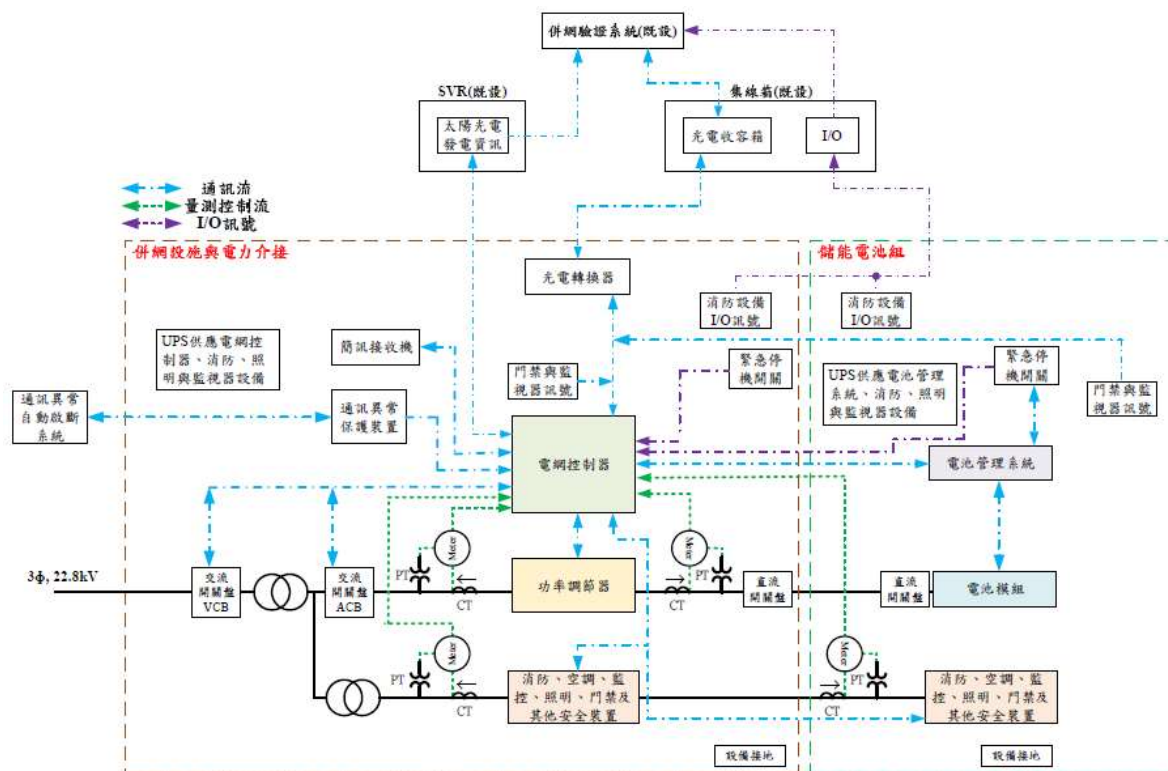 併網驗證系統(既設)
SVR(既設)
集線箱(既設)
太陽光電
發電資訊
光電收容箱
I/O
通訊流
量測控制流
I/O訊號
併網設施與電力介接
儲能電池組
光電轉換器
消防設備
I/O訊號
消防設備
I/O訊號
UPS供應電網控
制器、消防、照
明與監視器設備
簡訊接收機
門禁與監
視器訊號
緊急停
機開關
UPS供應電池管理
系統、消防、照明
與監視器設備
緊急停
機開關
門禁與監
視器訊號
通訊異常
自動啟斷
系統
通訊異常
保護裝置
電網控制器
電池管理系統
3ϕ, 22.8kV
交流
開關盤
VCB
交流
開關盤
ACB
PT
Meter
CT
功率調節器
Meter
PT
CT
直流
開關盤
直流
開關盤
電池模組
PT
Meter
CT
消防、空調、監
控、照明、門禁及
其他安全裝置
Meter
PT
CT
消防、空調、監
控、照明、門禁及
其他安全裝置
設備接地
設備接地